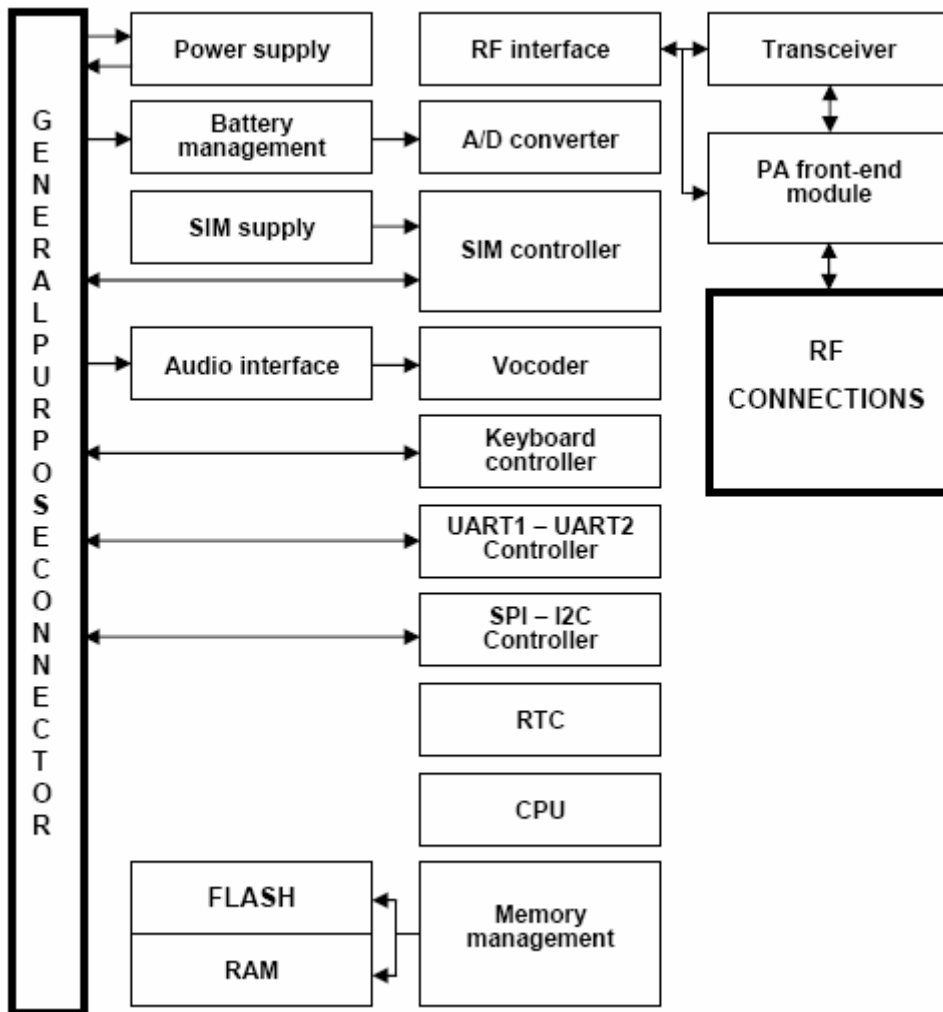 GENERALPURPOSECONNECTOR
Power supply
RF interface
Transceiver
Battery
management
A/D converter
PA front-end
module
SIM supply
SIM controller
RF
CONNECTIONS
Audio interface
Vocoder
Keyboard
controller
UART1 – UART2
Controller
SPI – I2C
Controller
RTC
CPU
FLASH
RAM
Memory
management